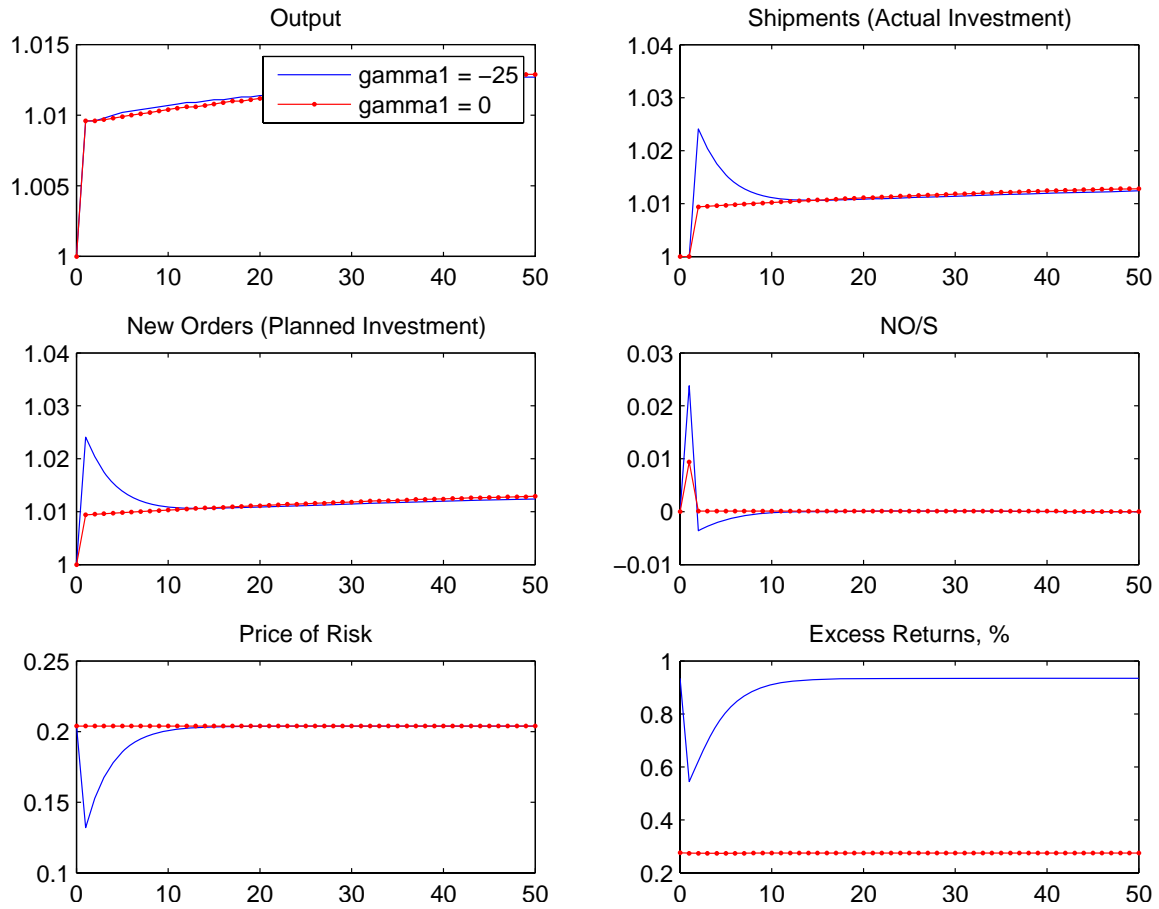 Output
1.015
1.01
1.005
1
0 10 20 30 40 50
gamma1 = −25
gamma1 = 0
Shipments (Actual Investment)
1.04
1.03
1.02
1.01
1
0 10 20 30 40 50
New Orders (Planned Investment)
1.04
1.03
1.02
1.01
1
0 10 20 30 40 50
NO/S
0.03
0.02
0.01
0
−0.01
0 10 20 30 40 50
Price of Risk
0.25
0.2
0.15
0.1
0 10 20 30 40 50
Excess Returns, %
1
0.8
0.6
0.4
0.2
0 10 20 30 40 50